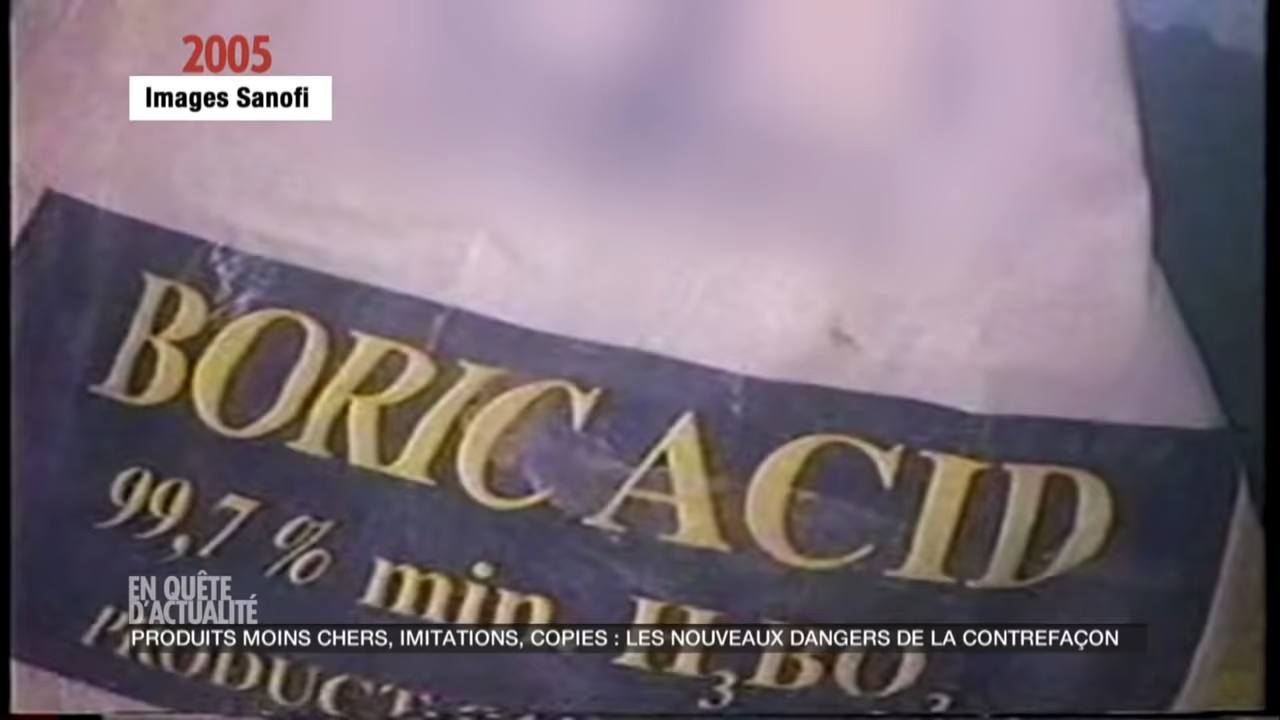 2005
Images Sanofi
BORIC ACID
99,7 % min H₃BO₃
EN QUÊTE
D'ACTUALITÉ
PRODUITS MOINS CHERS, IMITATIONS, COPIES : LES NOUVEAUX DANGERS DE LA CONTREFAÇON